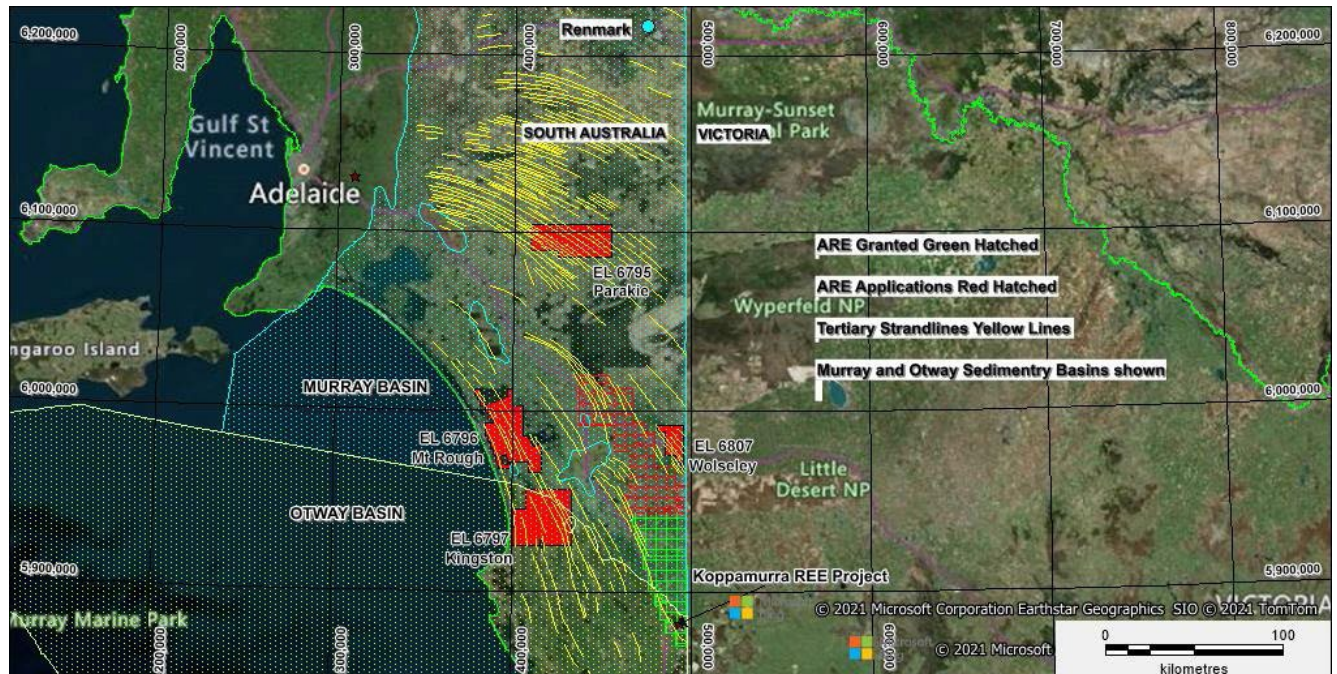 6,200,000
200,000
300,000
400,000
Renmark
500,000
600,000
700,000
800,000
6,200,000
Gulf St
Vincent
SOUTH AUSTRALIA
VICTORIA
Murray-Sunset
al Park
Adelaide
6,100,000
6,100,000
EL 6795
Parakie
ARE Granted Green Hatched
ARE Applications Red Hatched
Wyperfeld NP
Tertiary Strandlines Yellow Lines
ngaroo Island
Murray and Otway Sedimentry Basins shown
MURRAY BASIN
6,000,000
6,000,000
EL 6796
Mt Rough
EL 6807
Wolseley
Little
Desert NP
OTWAY BASIN
EL 6797
Kingston
5,900,000
Koppamurra REE Project
5,900,000
VICTORIA
Murray Marine Park
© 2021 Microsoft Corporation Earthstar Geographics SIO © 2021 TomTom
200,000
300,000
400,000
500,000
600,000
© 2021 Microsoft
0
100
kilometres